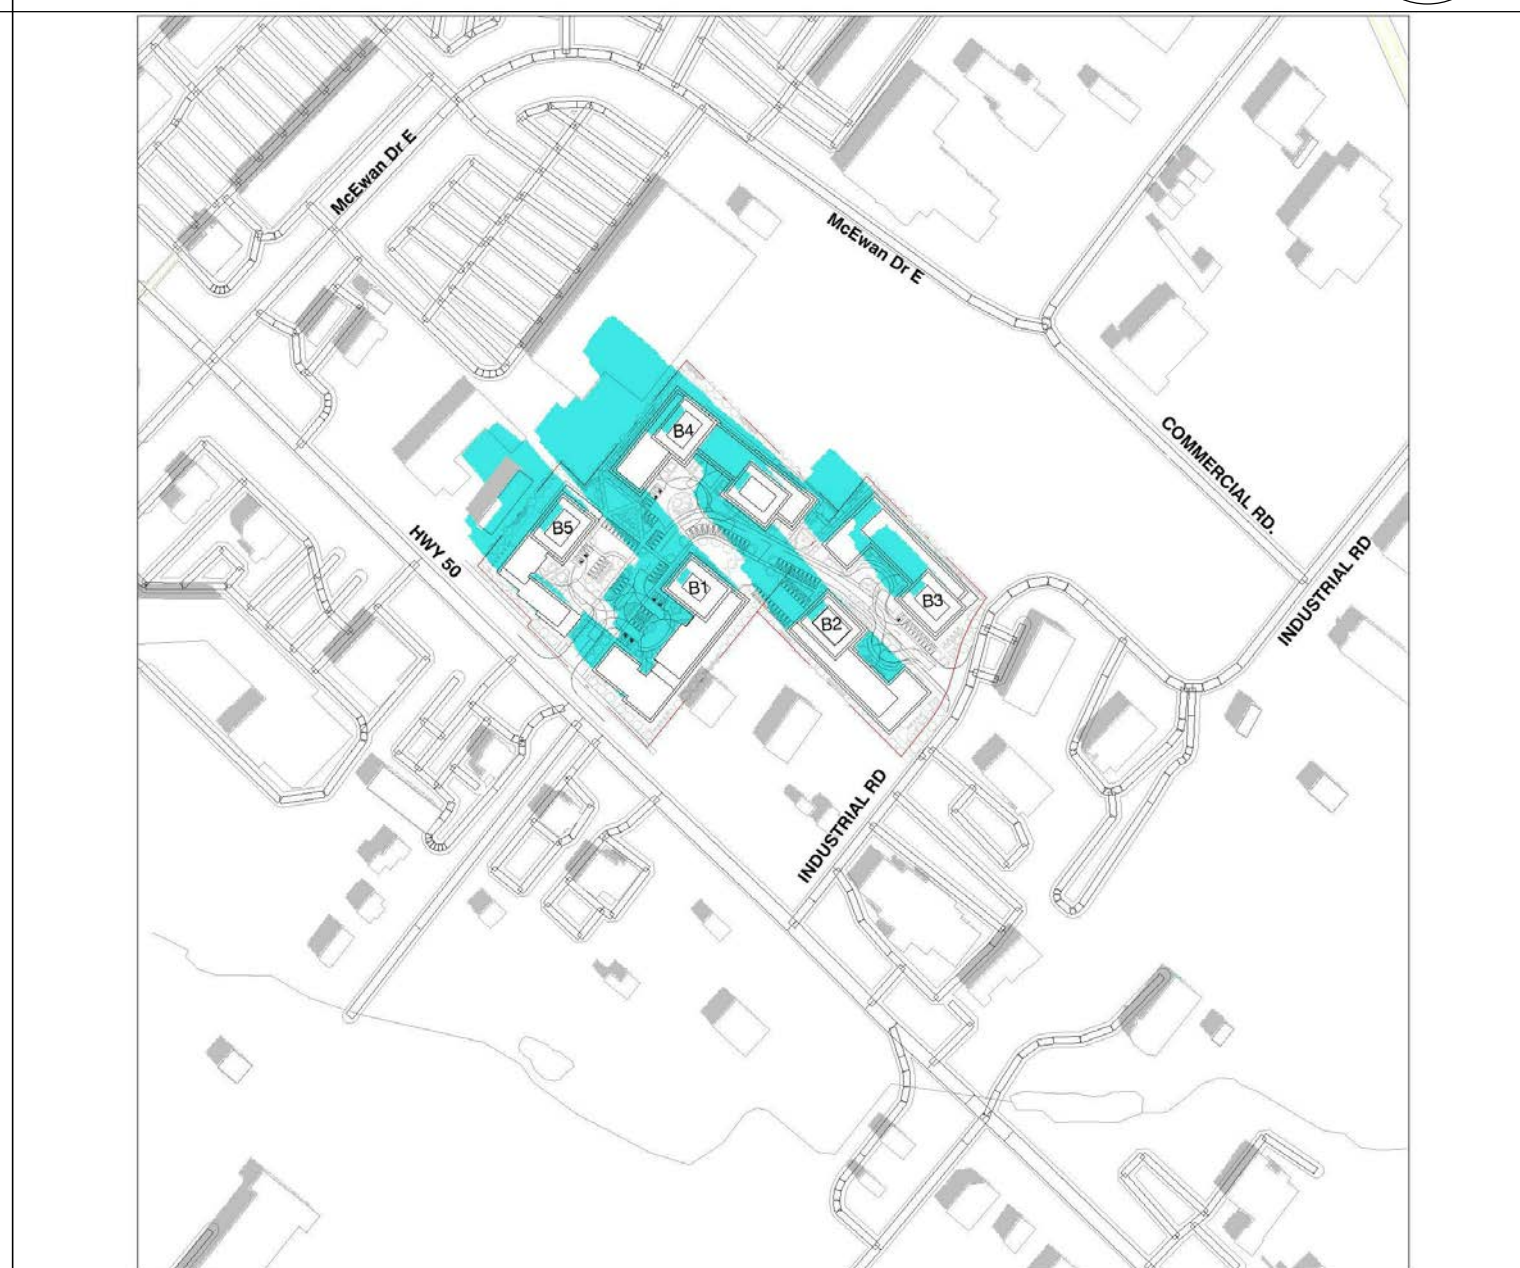 McEwan Dr E
McEwan Dr E
COMMERCIAL RD.
B4
B5
HWY 50
B1
B3
B2
INDUSTRIAL RD
INDUSTRIAL RD